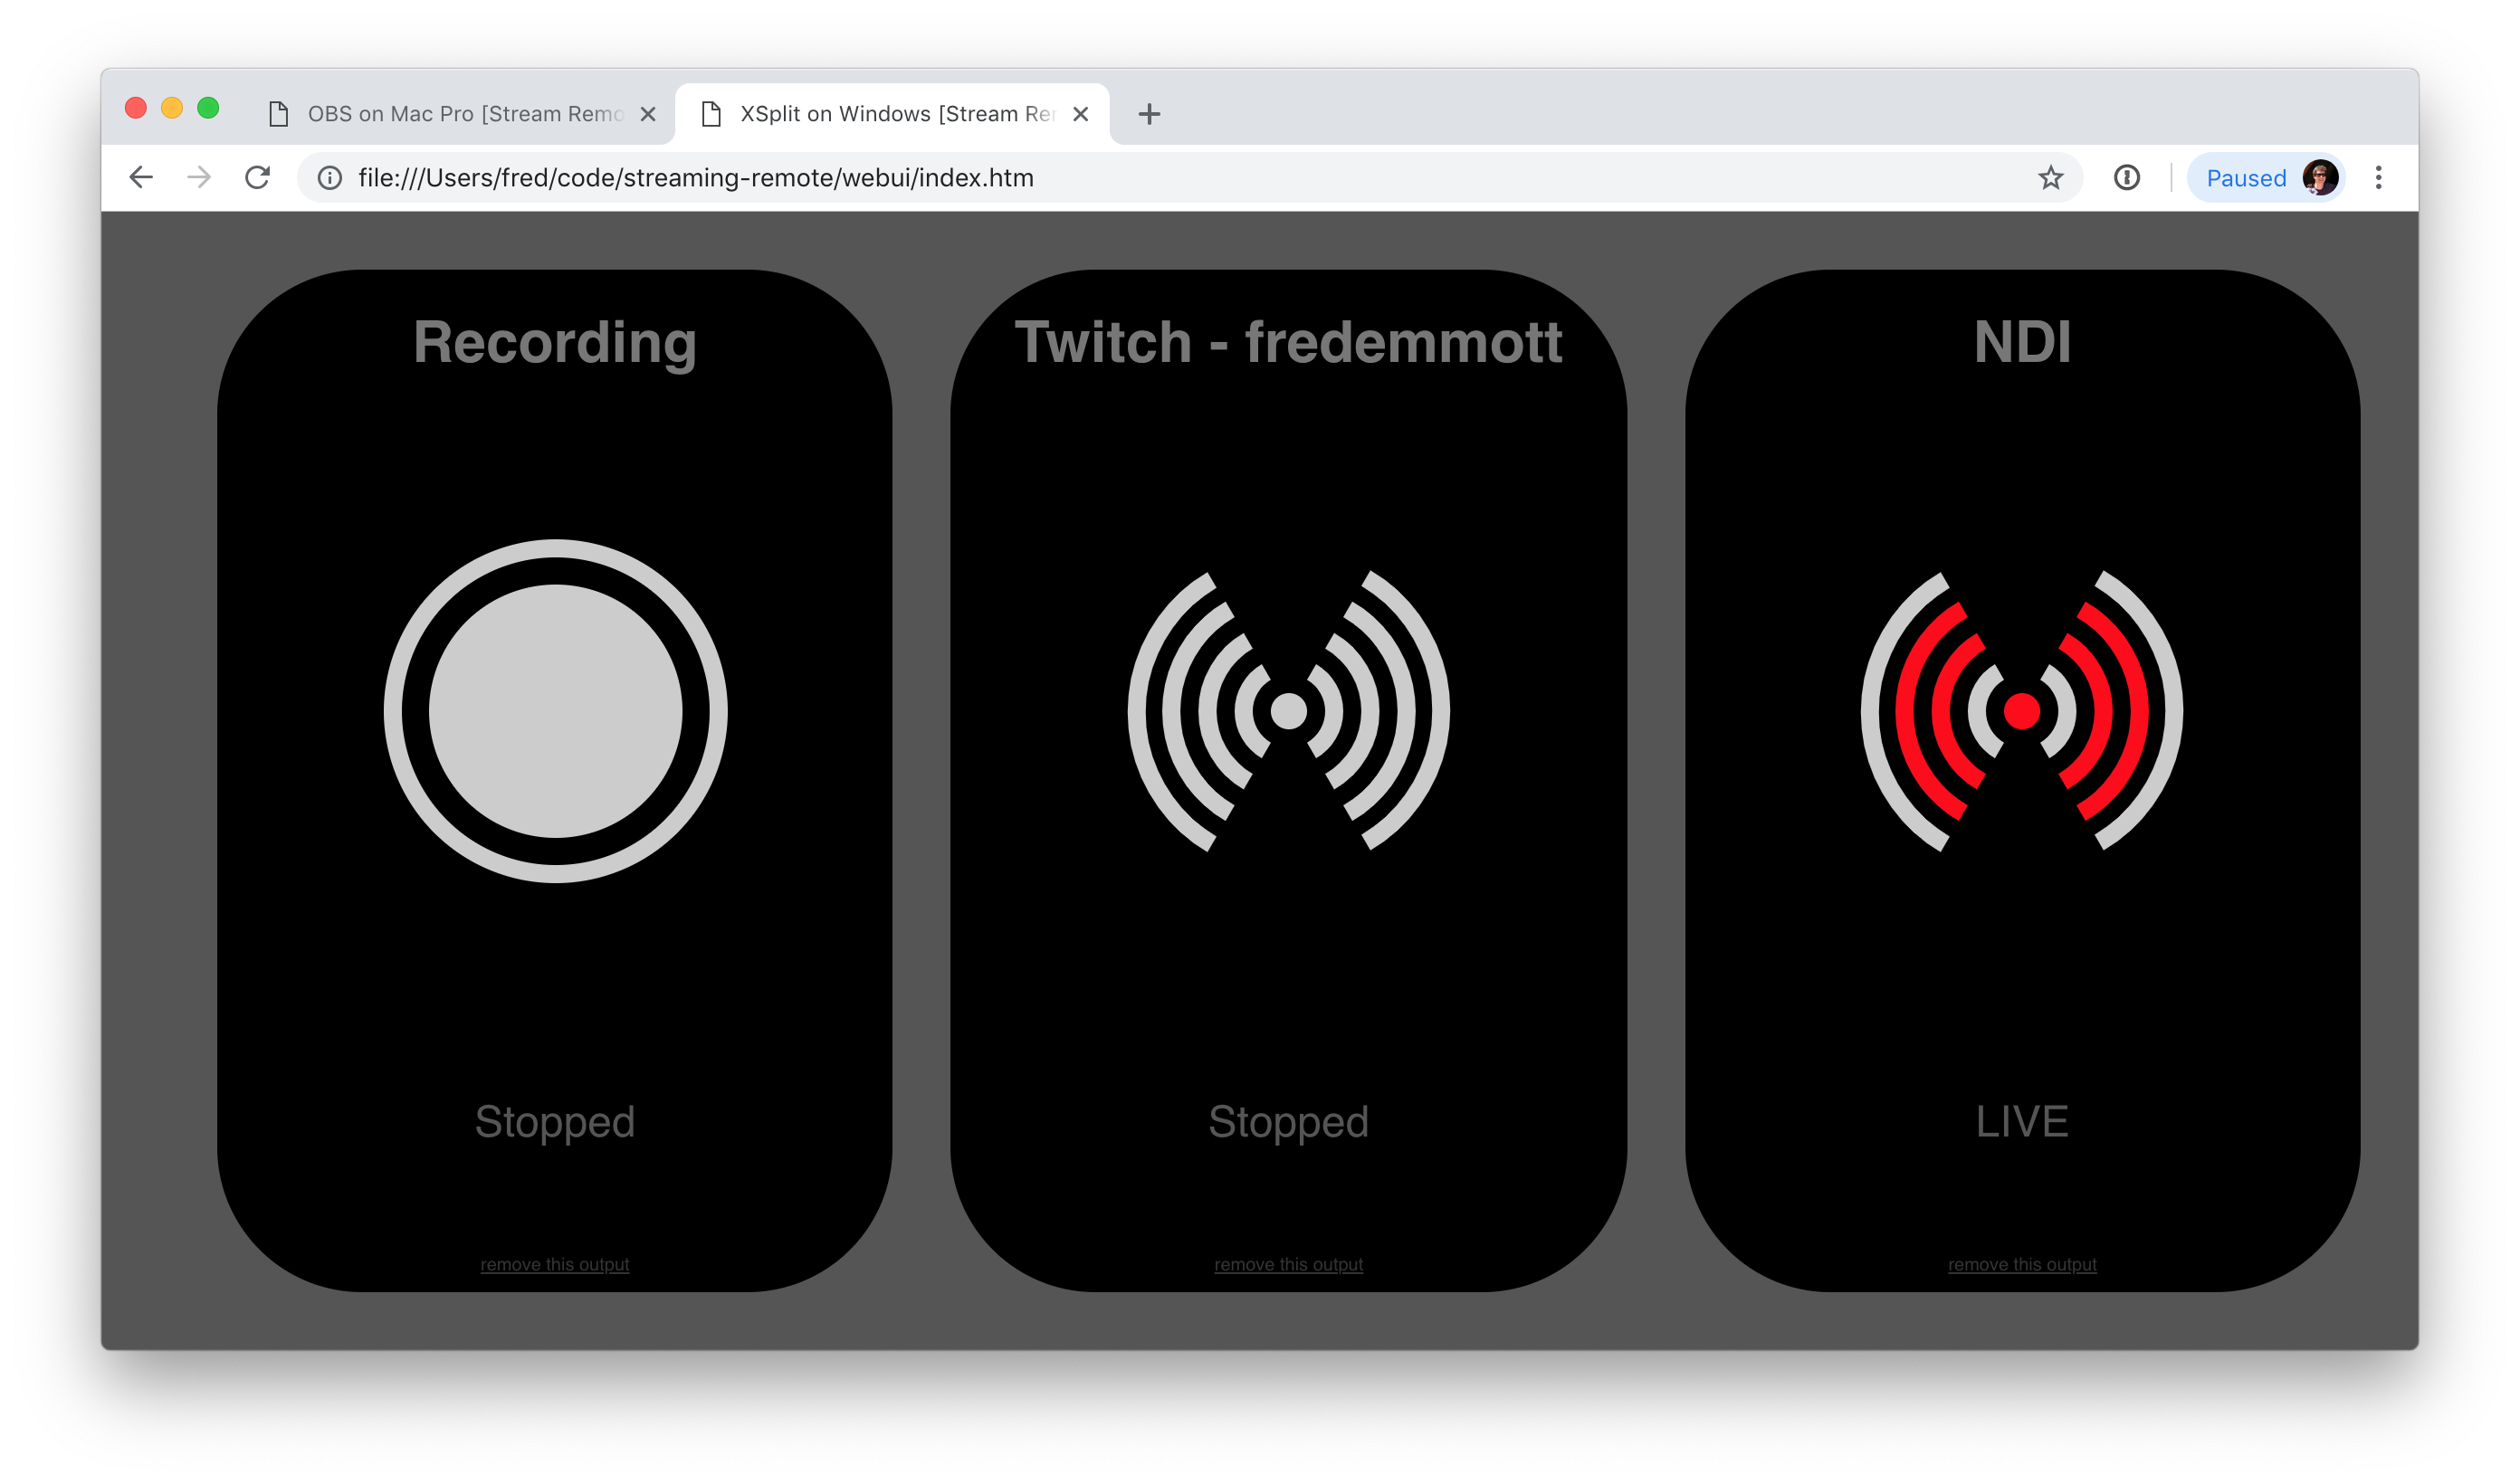 OBS on Mac Pro [Stream Remo
XSplit on Windows [Stream Rer
file:///Users/fred/code/streaming-remote/webui/index.htm
Paused
Recording
Twitch - fredemmott
NDI
Stopped
Stopped
LIVE
remove this output
remove this output
remove this output